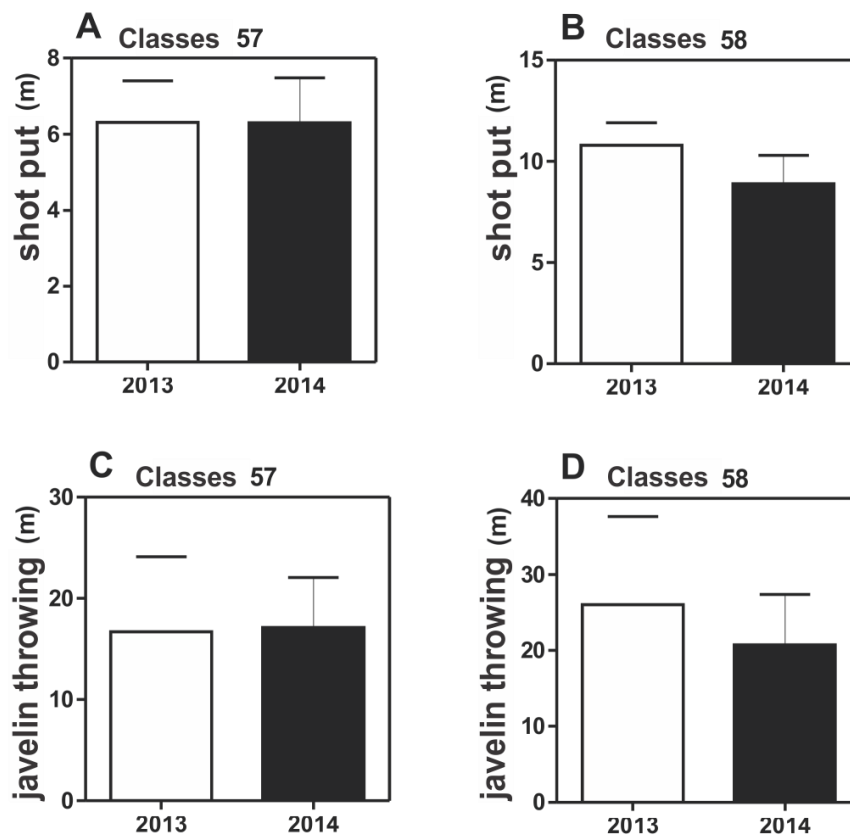 A Classes 57
shot put (m)
8
6
4
2
0
2013 2014
B Classes 58
shot put (m)
15
10
5
0
2013 2014
C Classes 57
javelin throwing (m)
30
20
10
0
2013 2014
D Classes 58
javelin throwing (m)
40
30
20
10
0
2013 2014